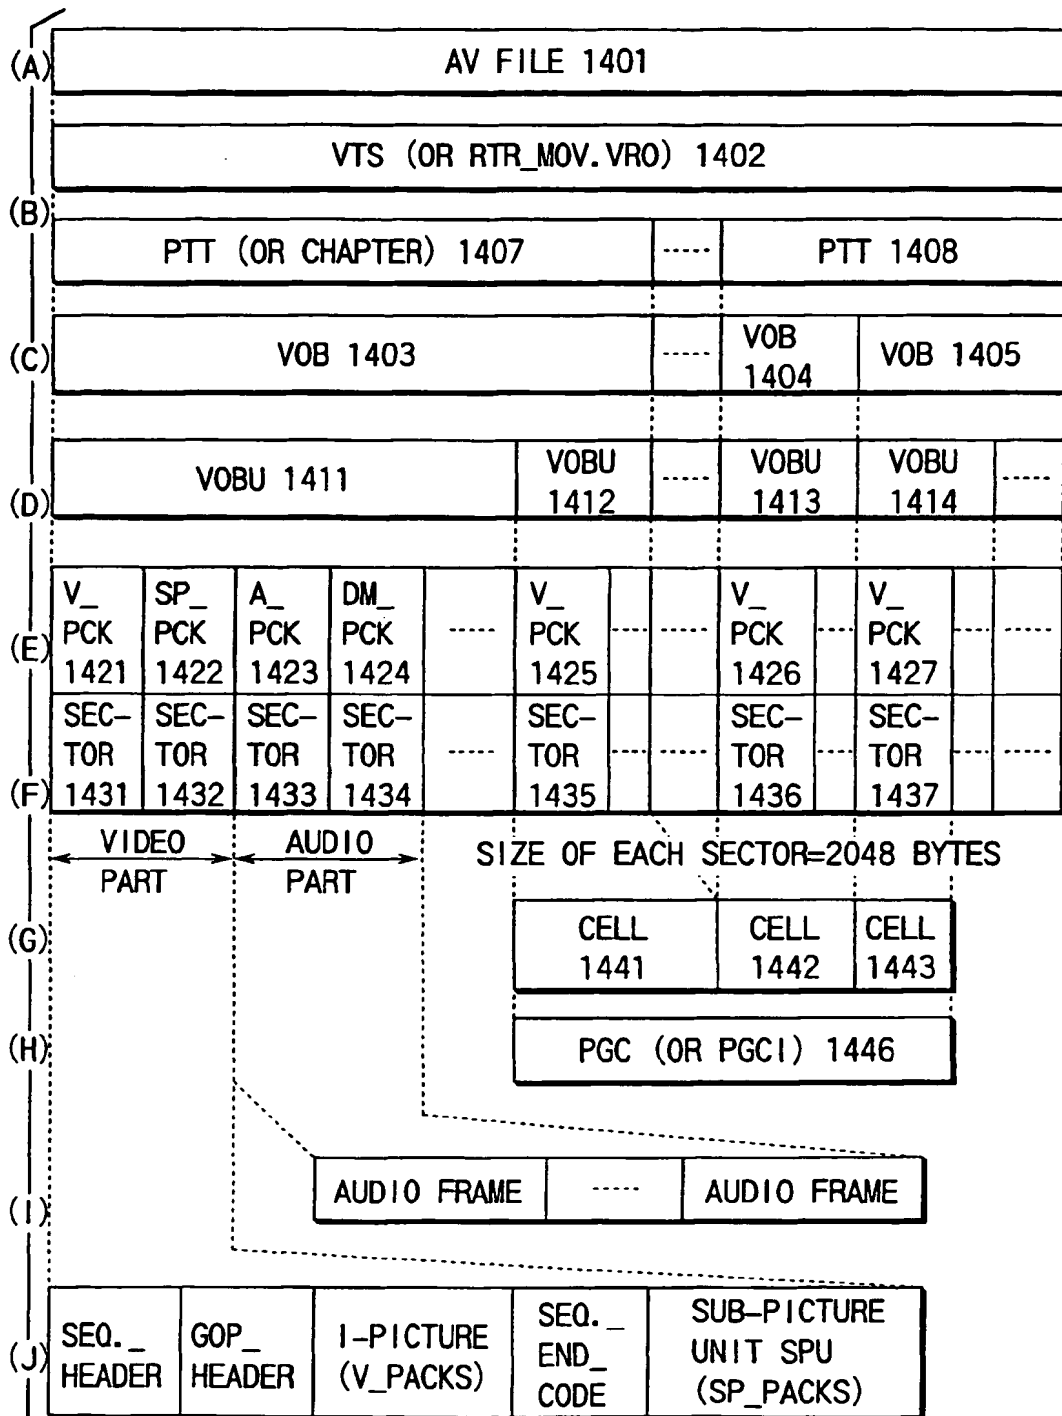 (A)
AV FILE 1401
VTS (OR RTR_MOV.VRO) 1402
(B)
PTT (OR CHAPTER) 1407
-----
PTT 1408
(C)
VOB 1403
-----
VOB
1404
VOB 1405
(D)
VOBU 1411
VOBU
1412
-----
VOBU
1413
VOBU
1414
-----
(E)
V_
PCK
1421
SP_
PCK
1422
A_
PCK
1423
DM_
PCK
1424
-----
V_
PCK
1425
---- ----
V_
PCK
1426
----
V_
PCK
1427
---- ----
(F)
SEC-
TOR
1431
SEC-
TOR
1432
SEC-
TOR
1433
SEC-
TOR
1434
-----
SEC-
TOR
1435
---- ----
SEC-
TOR
1436
----
SEC-
TOR
1437
---- ----
VIDEO
PART
AUDIO
PART
SIZE OF EACH SECTOR=2048 BYTES
(G)
CELL
1441
CELL
1442
CELL
1443
(H)
PGC (OR PGCI) 1446
(I)
AUDIO FRAME
-----
AUDIO FRAME
(J)
SEQ._
HEADER
GOP_
HEADER
I-PICTURE
(V_PACKS)
SEQ._
END_
CODE
SUB-PICTURE
UNIT SPU
(SP_PACKS)